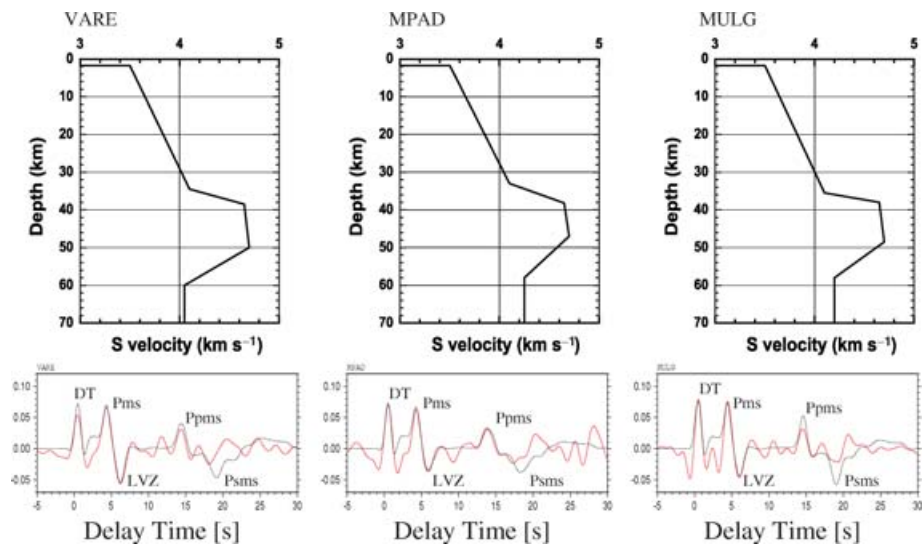 VARE
MPAD
MULG
3 4 5
3 4 5
3 4 5
0
10
20
30
40
50
60
70
Depth (km)
S velocity (km s⁻¹)
0
10
20
30
40
50
60
70
Depth (km)
S velocity (km s⁻¹)
0
10
20
30
40
50
60
70
Depth (km)
S velocity (km s⁻¹)
VARE
0.10
0.05
0.00
-0.05
DT
Pms
Ppms
LVZ
Psms
-5 0 5 10 15 20 25 30
Delay Time [s]
MPAD
0.10
0.05
0.00
-0.05
DT
Pms
Ppms
LVZ
Psms
-5 0 5 10 15 20 25 30
Delay Time [s]
MULG
0.10
0.05
0.00
-0.05
DT
Pms
Ppms
LVZ
Psms
-5 0 5 10 15 20 25 30
Delay Time [s]